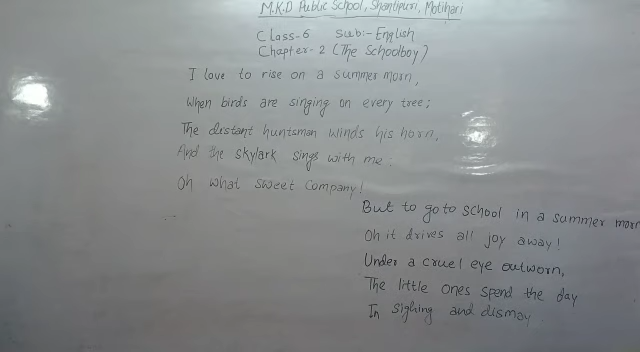 M.K.D Public School, Shantipuri, Motihari
Class-6 Sub:- English
Chapter-2 (The Schoolboy)
I love to rise on a summer morn,
When birds are singing on every tree;
The distant huntsman winds his horn,
And the skylark sings with me:
Oh what sweet company!
But to go to school in a summer morn
Oh it drives all joy away!
Under a cruel eye outworn,
The little ones spend the day
In sighing and dismay